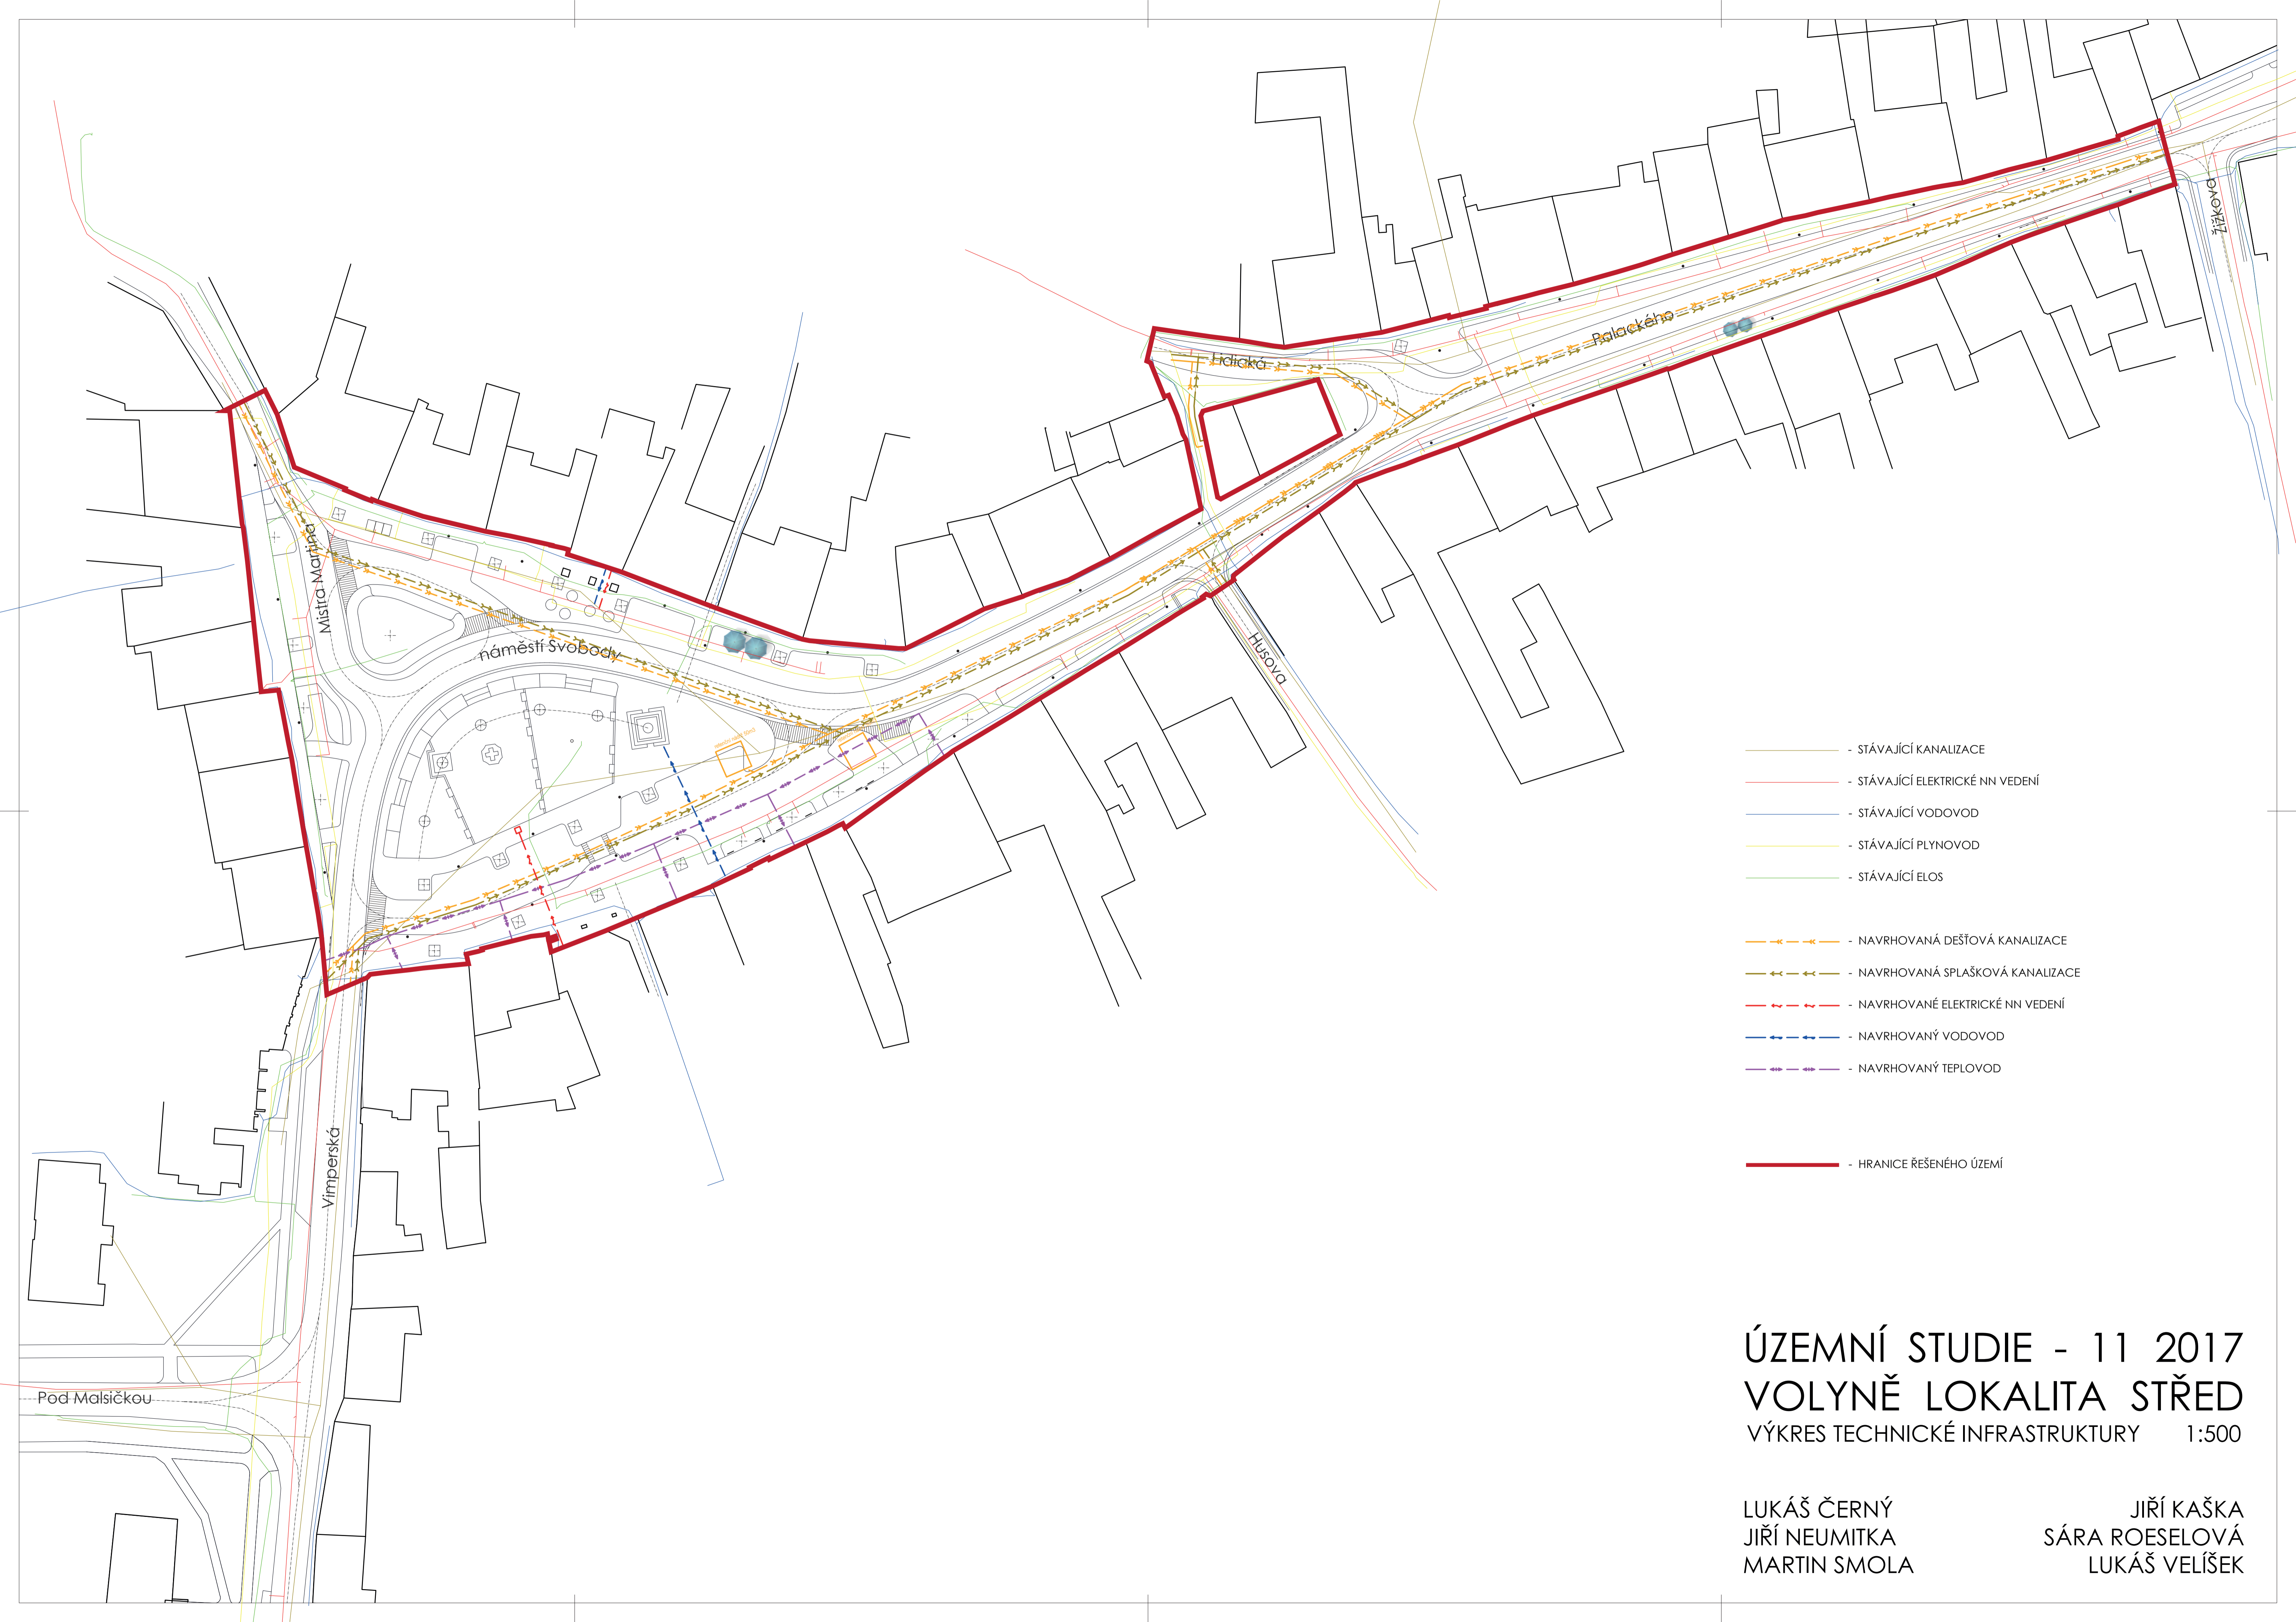 Žižkova
Palackého
Lidická
Mistra Martina
náměstí Svobody
Husova
Vimperská
Pod Malsičkou
- STÁVAJÍCÍ KANALIZACE
- STÁVAJÍCÍ ELEKTRICKÉ NN VEDENÍ
- STÁVAJÍCÍ VODOVOD
- STÁVAJÍCÍ PLYNOVOD
- STÁVAJÍCÍ ELOS
- NAVRHOVANÁ DEŠŤOVÁ KANALIZACE
- NAVRHOVANÁ SPLAŠKOVÁ KANALIZACE
- NAVRHOVANÉ ELEKTRICKÉ NN VEDENÍ
- NAVRHOVANÝ VODOVOD
- NAVRHOVANÝ TEPLOVOD
- HRANICE ŘEŠENÉHO ÚZEMÍ
ÚZEMNÍ STUDIE - 11 2017
VOLYNĚ LOKALITA STŘED
VÝKRES TECHNICKÉ INFRASTRUKTURY 1:500
LUKÁŠ ČERNÝ
JIŘÍ NEUMITKA
MARTIN SMOLA
JIŘÍ KAŠKA
SÁRA ROESELOVÁ
LUKÁŠ VELÍŠEK